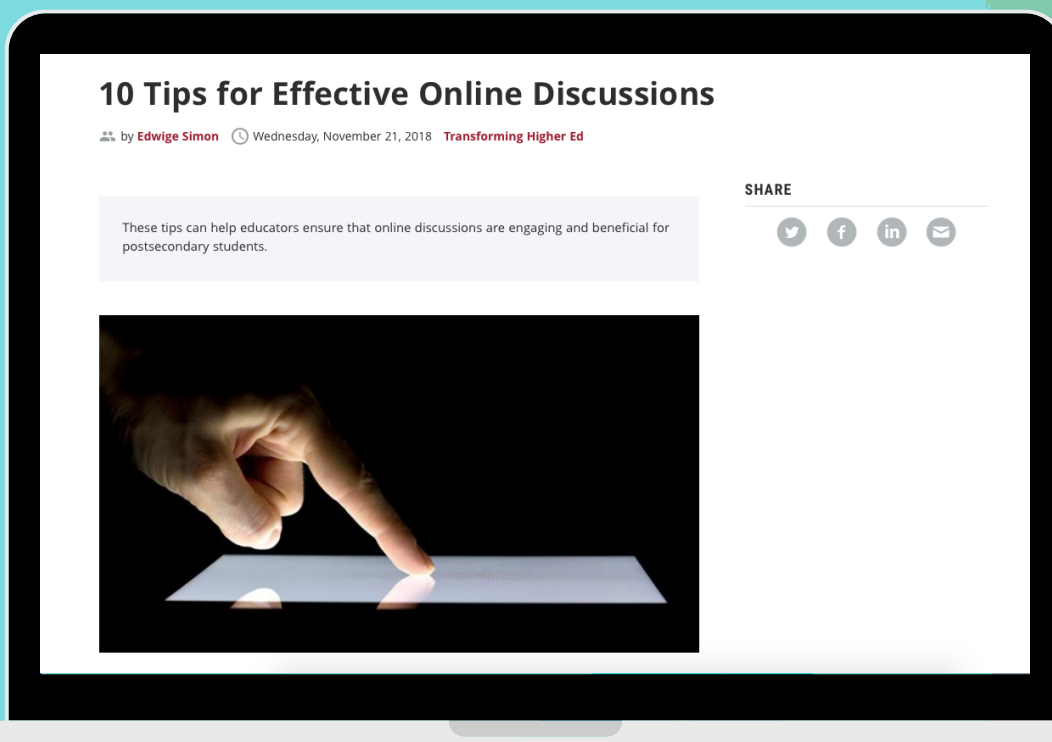 10 Tips for Effective Online Discussions
by Edwige Simon Wednesday, November 21, 2018 Transforming Higher Ed
SHARE
These tips can help educators ensure that online discussions are engaging and beneficial for
postsecondary students.